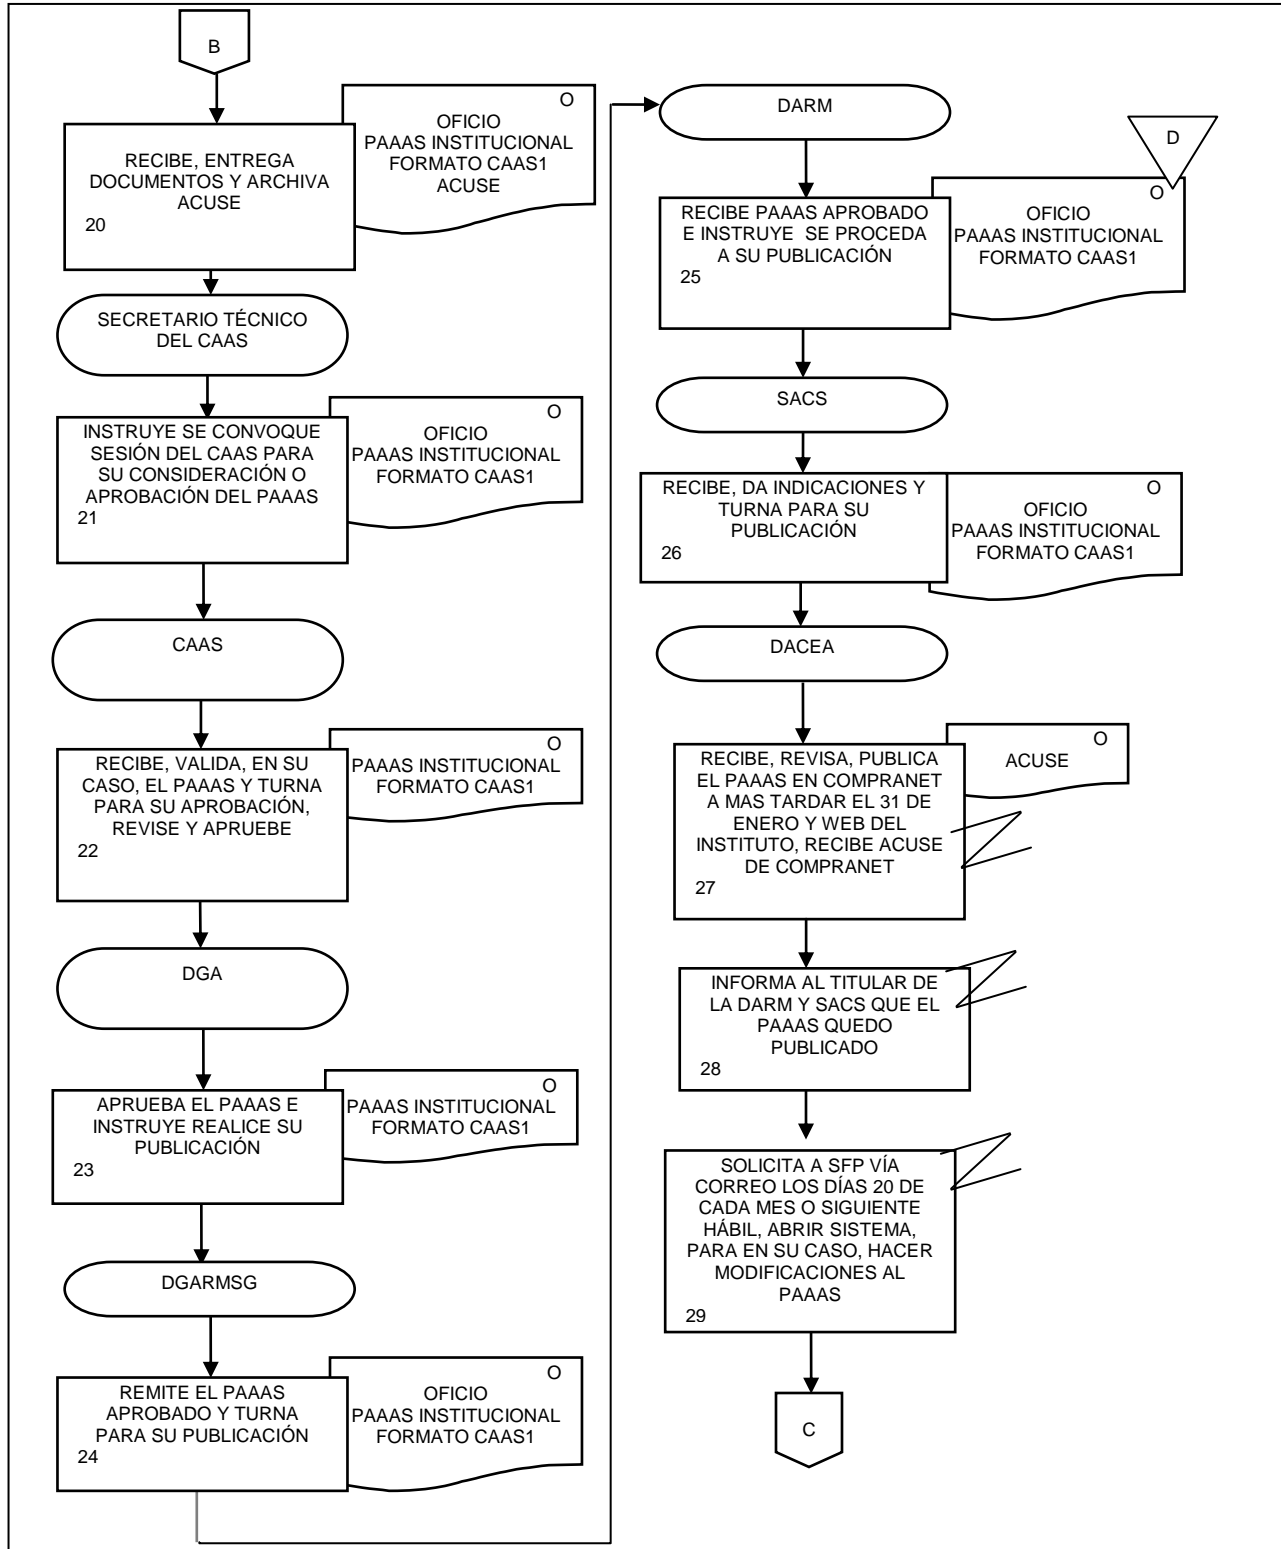 B
RECIBE, ENTREGA
DOCUMENTOS Y ARCHIVA
ACUSE
20
O
OFICIO
PAAAS INSTITUCIONAL
FORMATO CAAS1
ACUSE
SECRETARIO TÉCNICO
DEL CAAS
INSTRUYE SE CONVOQUE
SESIÓN DEL CAAS PARA
SU CONSIDERACIÓN O
APROBACIÓN DEL PAAAS
21
O
OFICIO
PAAAS INSTITUCIONAL
FORMATO CAAS1
CAAS
RECIBE, VALIDA, EN SU
CASO, EL PAAAS Y TURNA
PARA SU APROBACIÓN,
REVISE Y APRUEBE
22
O
PAAAS INSTITUCIONAL
FORMATO CAAS1
DGA
APRUEBA EL PAAAS E
INSTRUYE REALICE SU
PUBLICACIÓN
23
O
PAAAS INSTITUCIONAL
FORMATO CAAS1
DGARMSG
REMITE EL PAAAS
APROBADO Y TURNA
PARA SU PUBLICACIÓN
24
O
OFICIO
PAAAS INSTITUCIONAL
FORMATO CAAS1
DARM
RECIBE PAAAS APROBADO
E INSTRUYE SE PROCEDA
A SU PUBLICACIÓN
25
D
O
OFICIO
PAAAS INSTITUCIONAL
FORMATO CAAS1
SACS
RECIBE, DA INDICACIONES Y
TURNA PARA SU
PUBLICACIÓN
26
O
OFICIO
PAAAS INSTITUCIONAL
FORMATO CAAS1
DACEA
RECIBE, REVISA, PUBLICA
EL PAAAS EN COMPRANET
A MAS TARDAR EL 31 DE
ENERO Y WEB DEL
INSTITUTO, RECIBE ACUSE
DE COMPRANET
27
O
ACUSE
INFORMA AL TITULAR DE
LA DARM Y SACS QUE EL
PAAAS QUEDO
PUBLICADO
28
SOLICITA A SFP VÍA
CORREO LOS DÍAS 20 DE
CADA MES O SIGUIENTE
HÁBIL, ABRIR SISTEMA,
PARA EN SU CASO, HACER
MODIFICACIONES AL
PAAAS
29
C